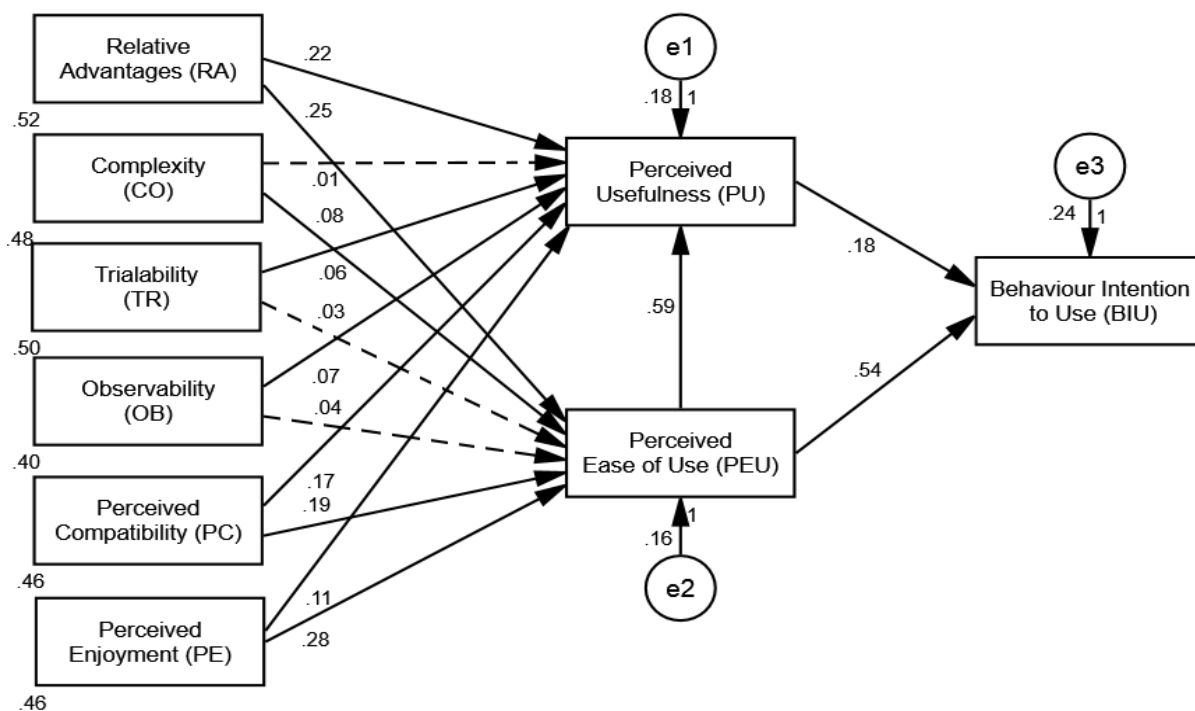 Relative
Advantages (RA)
.52
Complexity
(CO)
.48
Trialability
(TR)
.50
Observability
(OB)
.40
Perceived
Compatibility (PC)
.46
Perceived
Enjoyment (PE)
.46
.22
.25
.01
.08
.06
.03
.07
.04
.17
.19
.11
.28
e1
.18 1
Perceived
Usefulness (PU)
.59
Perceived
Ease of Use (PEU)
.16 1
e2
.18
.54
e3
.24 1
Behaviour Intention
to Use (BIU)